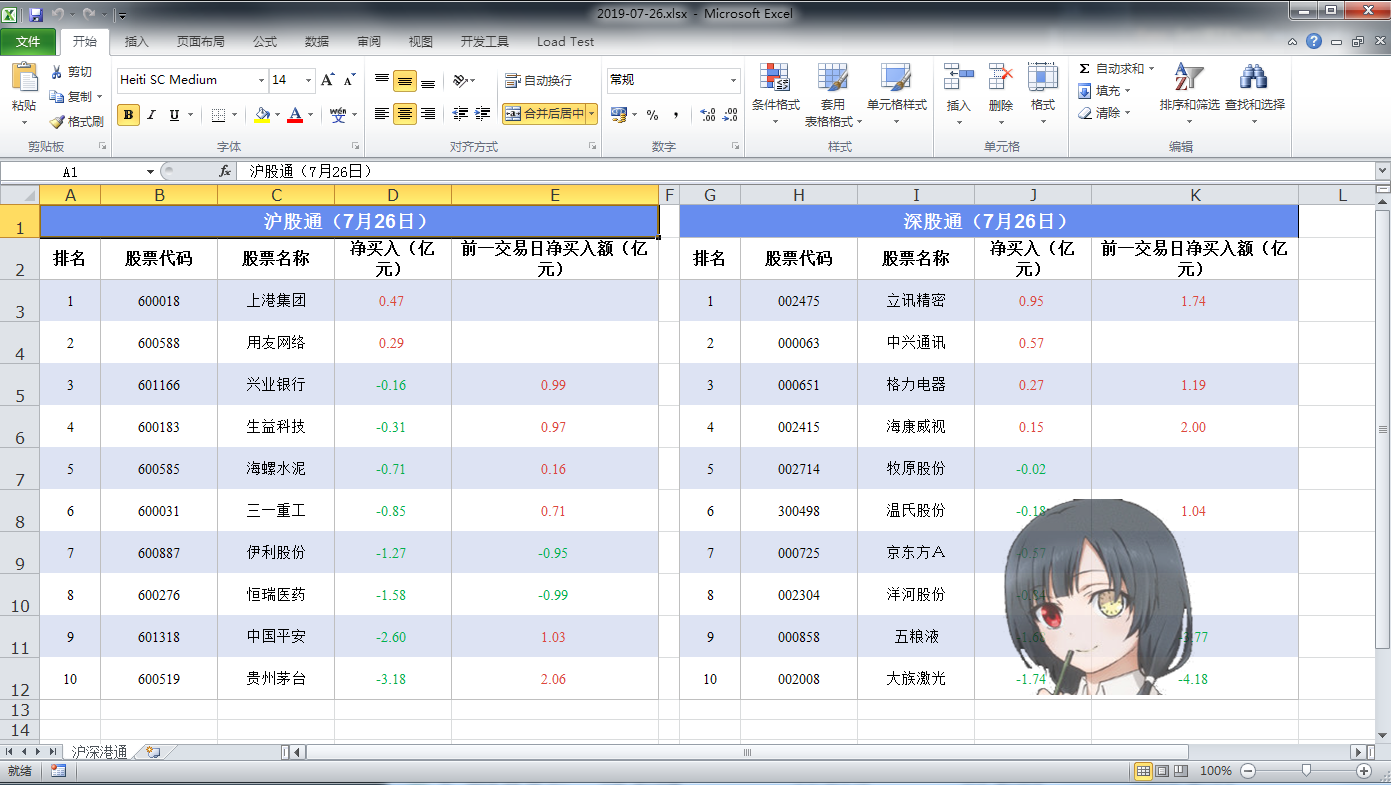 2019-07-26.xlsx - Microsoft Excel
文件 开始 插入 页面布局 公式 数据 审阅 视图 开发工具 Load Test
粘贴 剪切 复制 格式刷 剪贴板
Heiti SC Medium 14 B I U A A A wén 文 字体
自动换行 合并后居中 对齐方式
常规 % , 数字
条件格式 套用表格格式 单元格样式 样式
插入 删除 格式 单元格
Σ 自动求和 填充 清除 排序和筛选 查找和选择 编辑
A1 fx 沪股通（7月26日）
A B C D E F G H I J K L
1 沪股通（7月26日） 深股通（7月26日）
2 排名 股票代码 股票名称 净买入（亿元） 前一交易日净买入额（亿元） 排名 股票代码 股票名称 净买入（亿元） 前一交易日净买入额（亿元）
3 1 600018 上港集团 0.47 1 002475 立讯精密 0.95 1.74
4 2 600588 用友网络 0.29 2 000063 中兴通讯 0.57
5 3 601166 兴业银行 -0.16 0.99 3 000651 格力电器 0.27 1.19
6 4 600183 生益科技 -0.31 0.97 4 002415 海康威视 0.15 2.00
7 5 600585 海螺水泥 -0.71 0.16 5 002714 牧原股份 -0.02
8 6 600031 三一重工 -0.85 0.71 6 300498 温氏股份 -0.18 1.04
9 7 600887 伊利股份 -1.27 -0.95 7 000725 京东方Ａ -0.57
10 8 600276 恒瑞医药 -1.58 -0.99 8 002304 洋河股份
11 9 601318 中国平安 -2.60 1.03 9 000858 五粮液
12 10 600519 贵州茅台 -3.18 2.06 10 002008 大族激光 -1.74 -4.18
13
14
沪深港通
就绪 100%